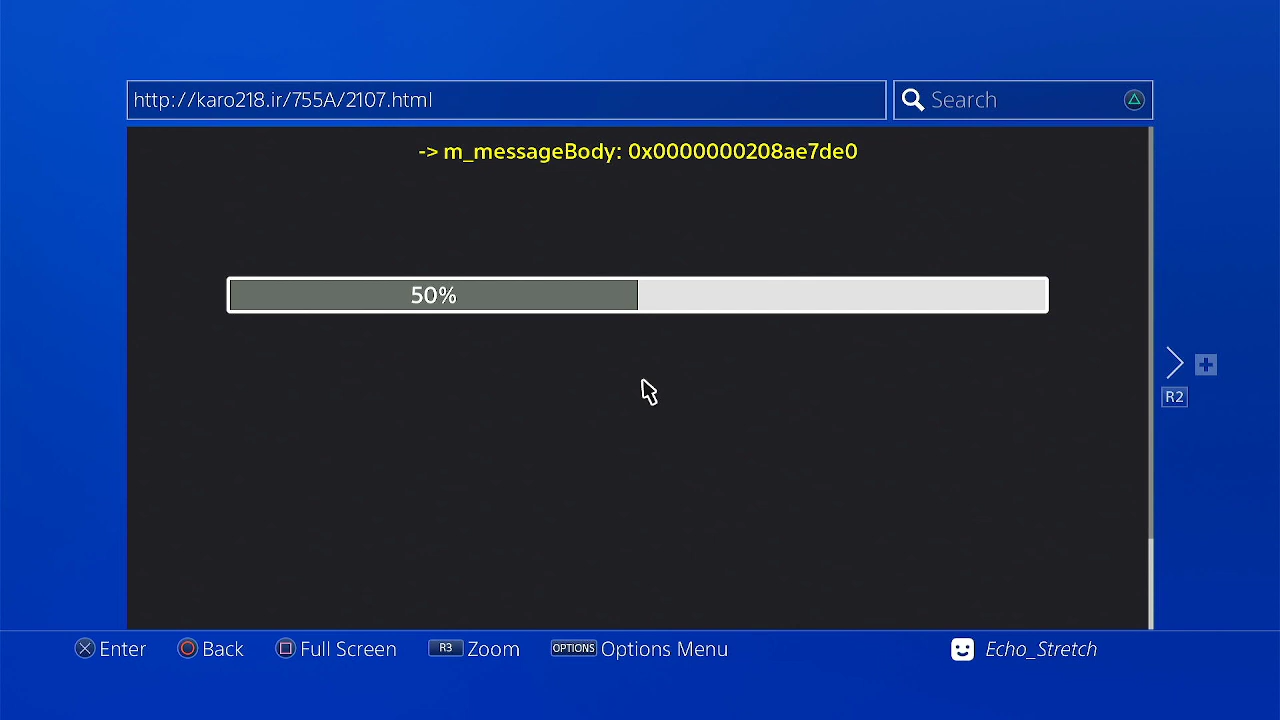 http://karo218.ir/755A/2107.html
Search
-> m_messageBody: 0x0000000208ae7de0
50%
R2
Enter
Back
Full Screen
R3 Zoom
OPTIONS Options Menu
Echo_Stretch